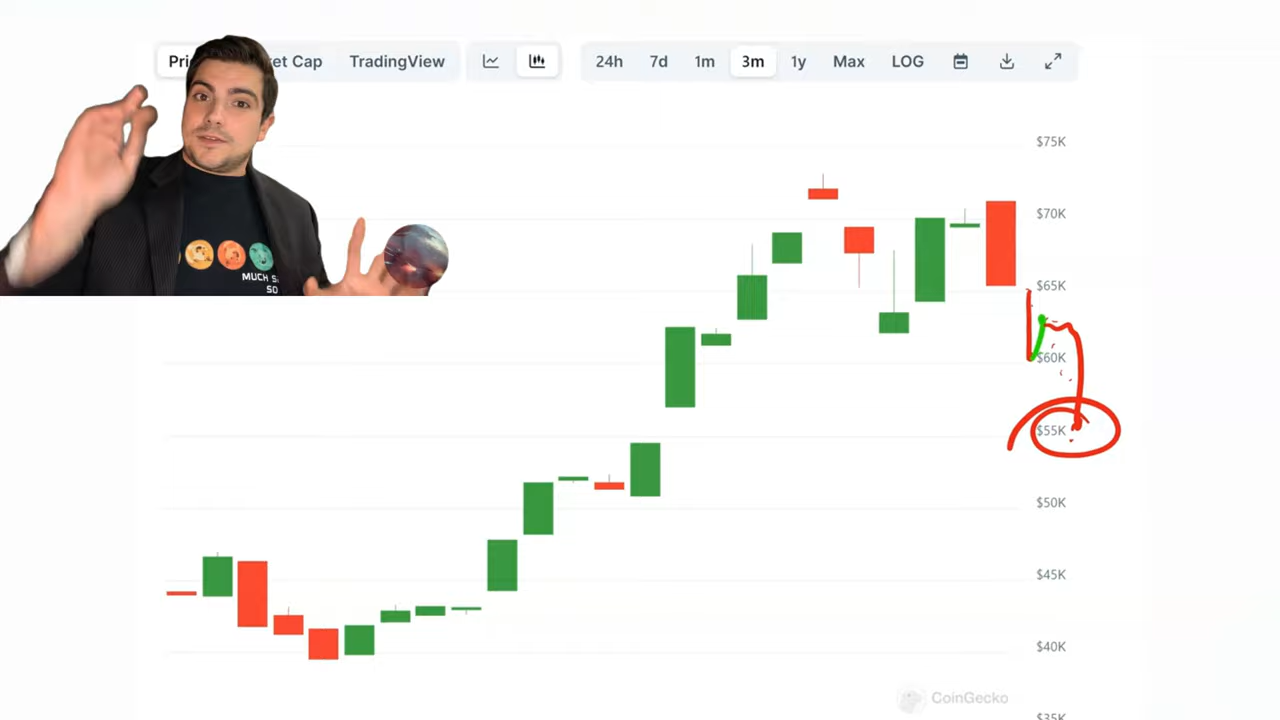 Pri
et Cap
TradingView
24h
7d
1m
3m
1y
Max
LOG
$75K
$70K
$65K
$60K
$55K
$50K
$45K
$40K
$35K
MUCH S
SO
CoinGecko